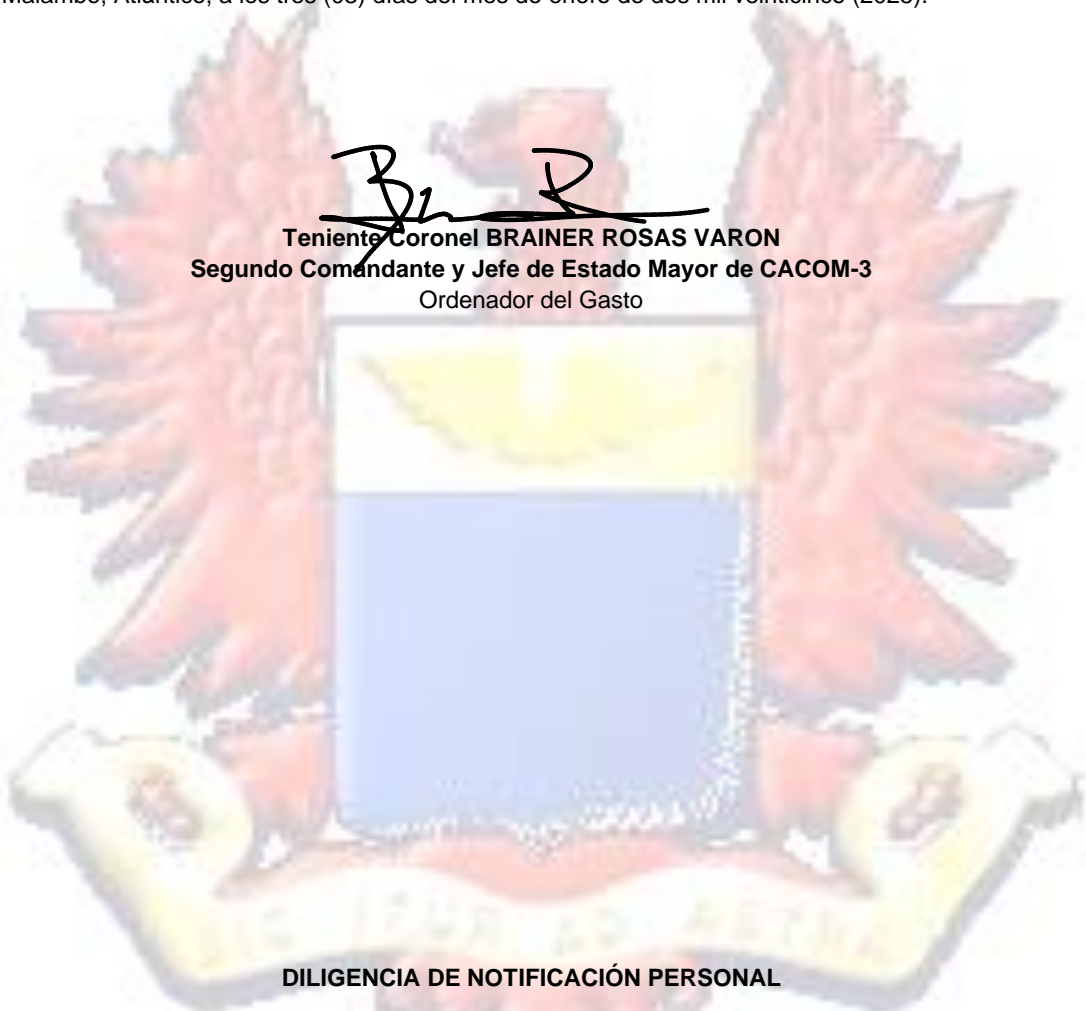 Malambo, Atlántico, a los tres (03) días del mes de enero de dos mil veinticinco (2025).
Teniente Coronel BRAINER ROSAS VARON
Segundo Comandante y Jefe de Estado Mayor de CACOM-3
Ordenador del Gasto
DILIGENCIA DE NOTIFICACIÓN PERSONAL